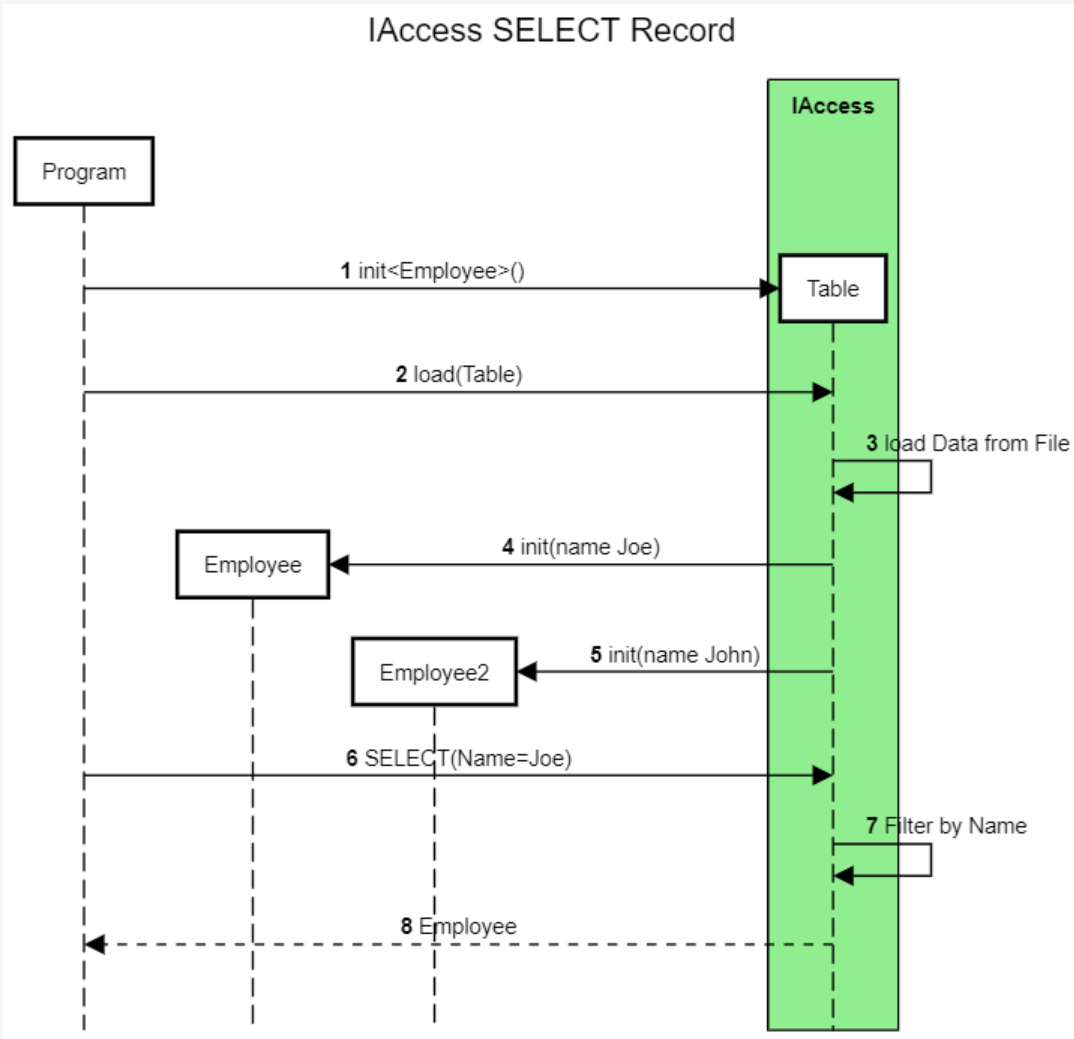 IAccess SELECT Record
IAccess
Program
1 init<Employee>()
Table
2 load(Table)
3 load Data from File
4 init(name Joe)
Employee
5 init(name John)
Employee2
6 SELECT(Name=Joe)
7 Filter by Name
8 Employee